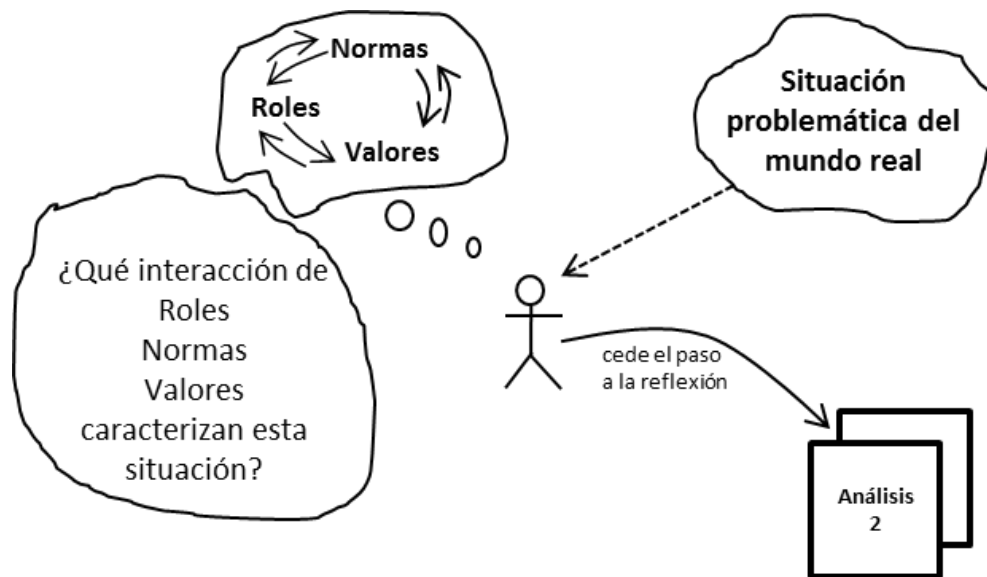 Normas
Roles
Valores
Situación
problemática del
mundo real
¿Qué interacción de
Roles
Normas
Valores
caracterizan esta
situación?
cede el paso
a la reflexión
Análisis
2